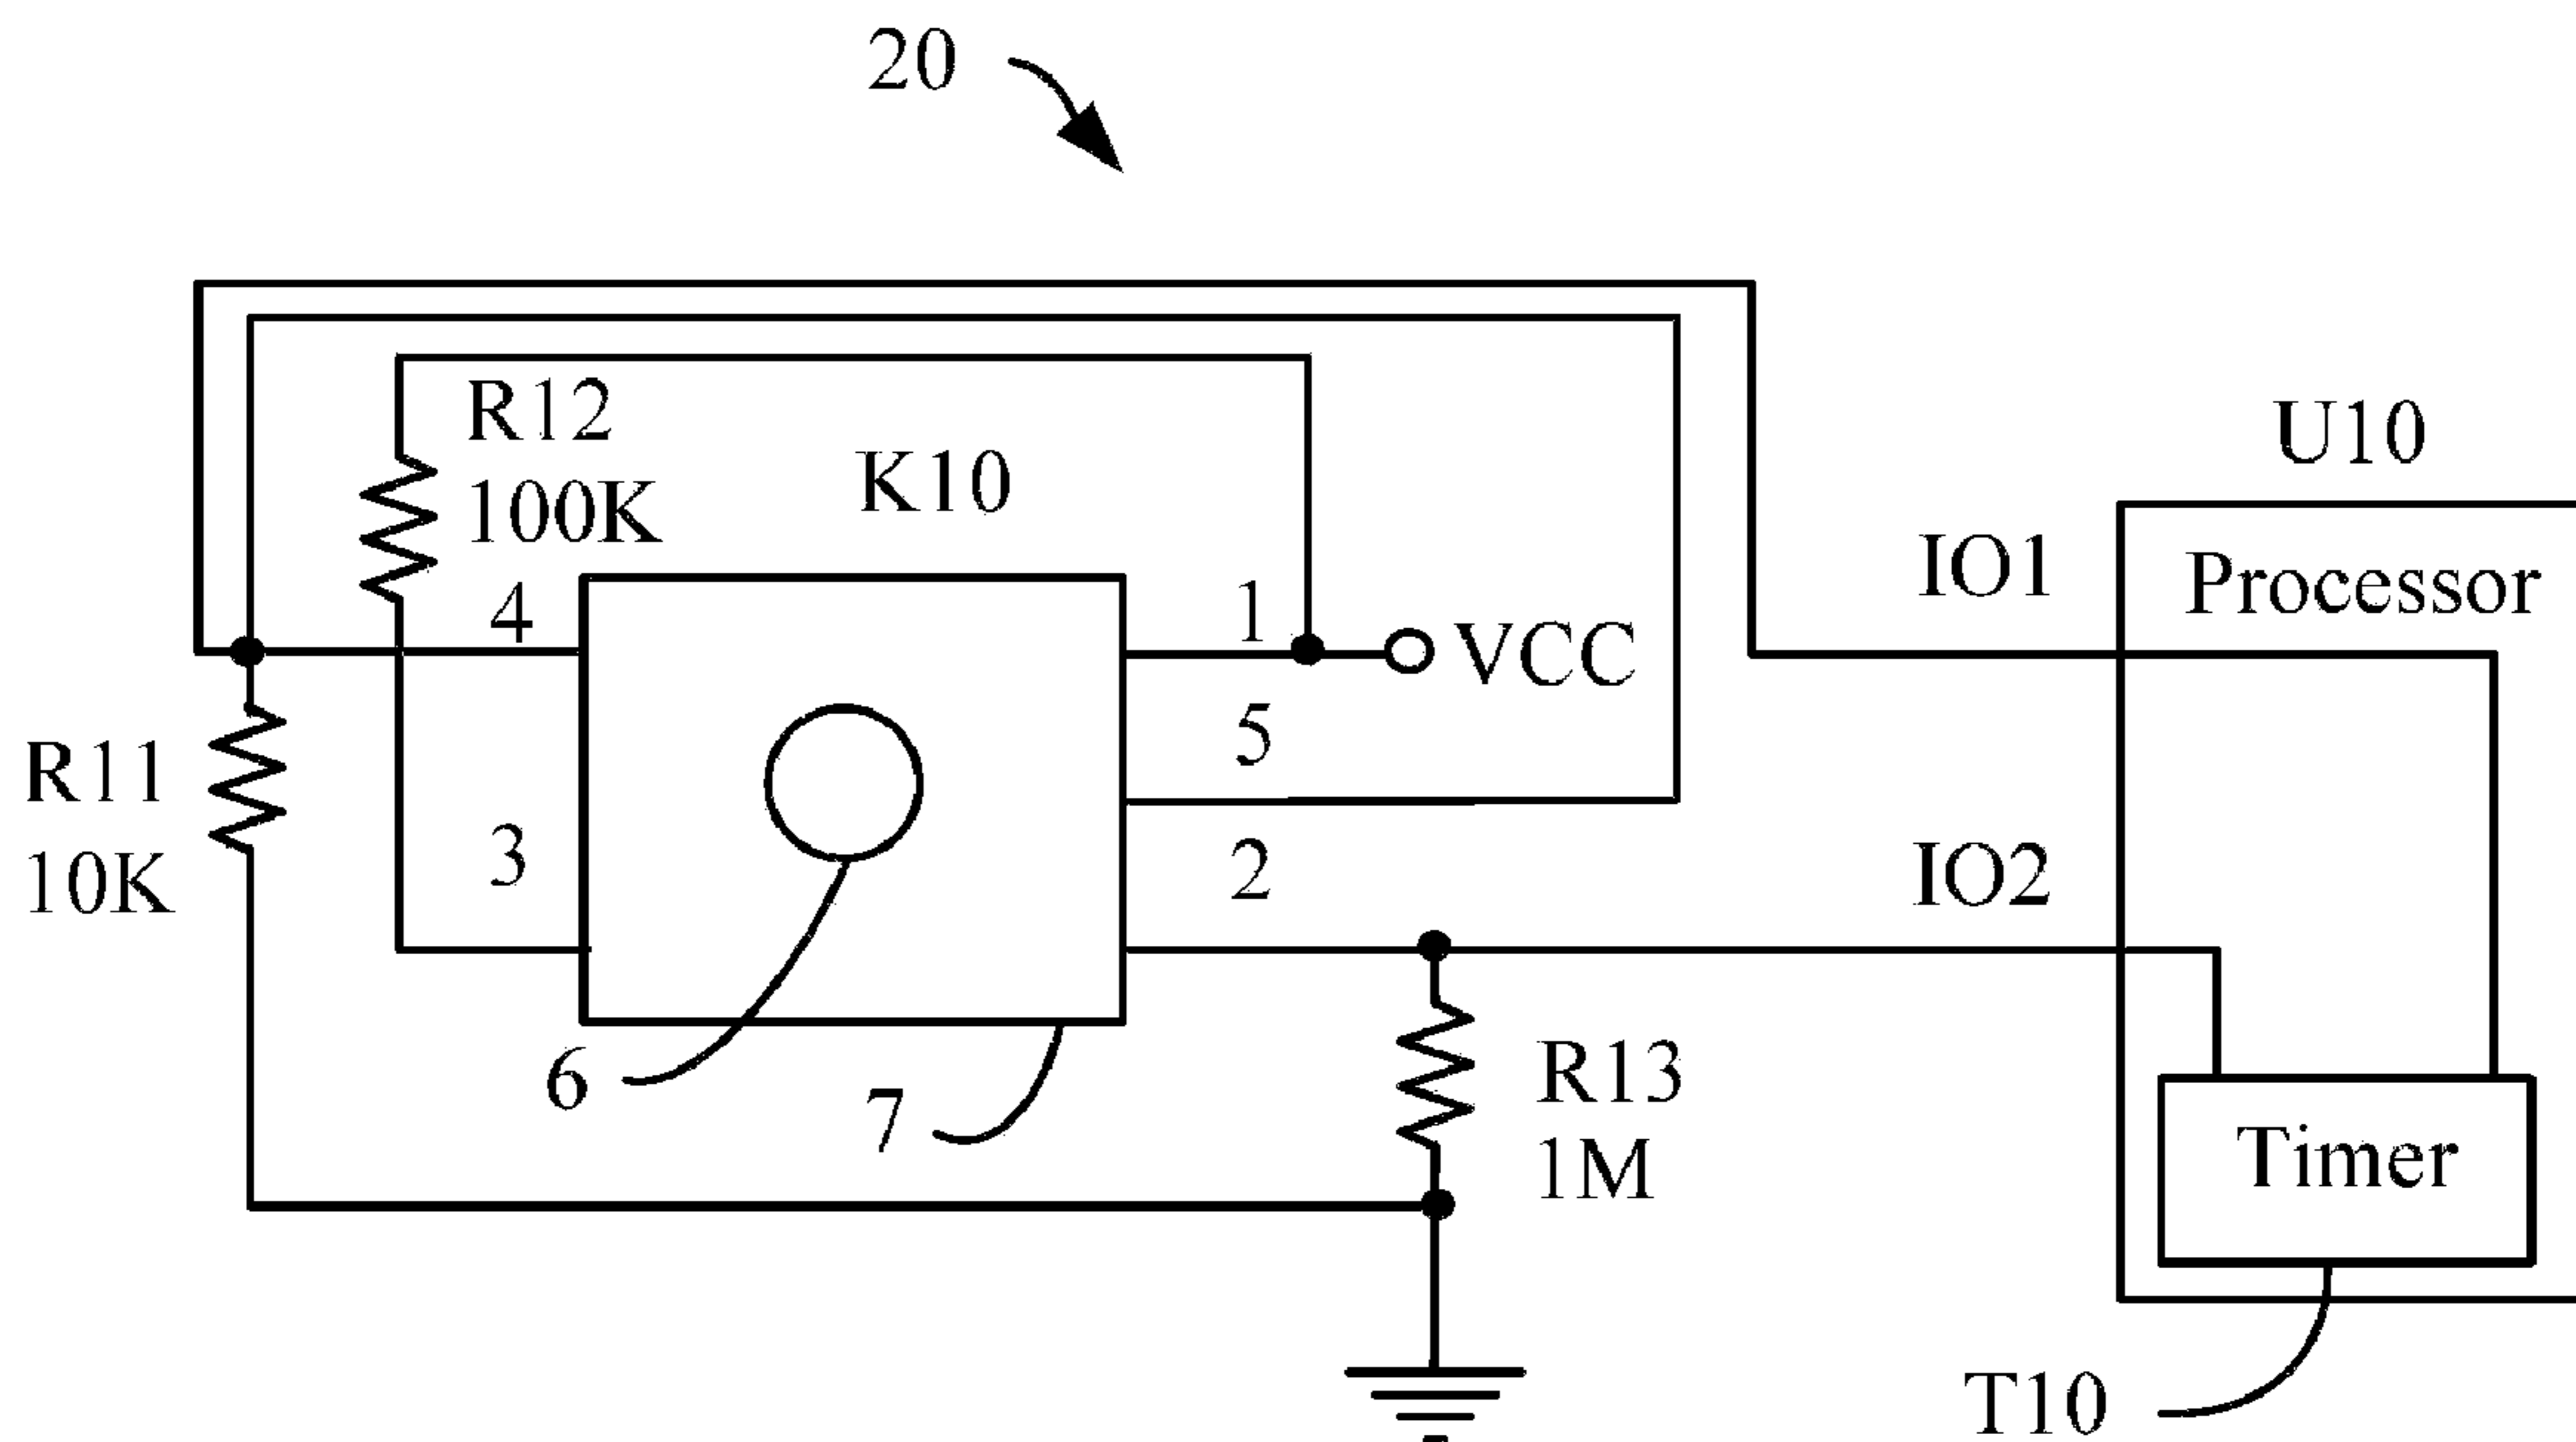 20
R12
100K
K10
U10
IO1
Processor
4
1
VCC
5
R11
10K
3
2
IO2
6
7
R13
1M
Timer
T10